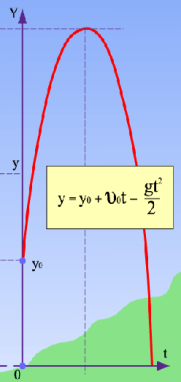 Y
y
y = y₀ + υ₀t − gt²/2
y₀
t
0